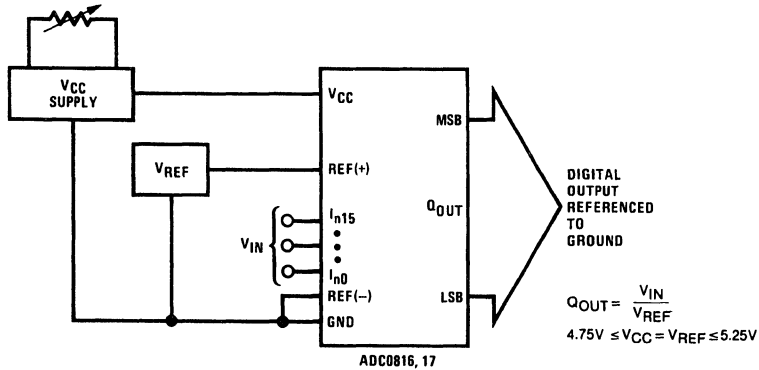 VCC
SUPPLY
VCC
MSB
VREF
REF(+)
DIGITAL
OUTPUT
REFERENCED
TO
GROUND
In15
QOUT
VIN
In0
REF(−)
LSB
GND
QOUT = VIN / VREF
4.75V ≤ VCC = VREF ≤ 5.25V
ADC0816, 17